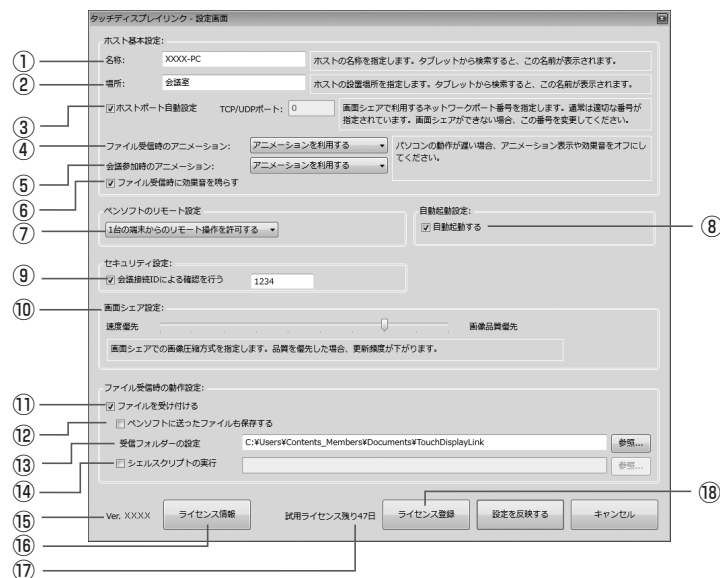 タッチディスプレイリンク - 設定画面
ホスト基本設定:
① 名称: XXXX-PC ホストの名称を指定します。タブレットから検索すると、この名前が表示されます。
② 場所: 会議室 ホストの設置場所を指定します。タブレットから検索すると、この名前が表示されます。
③ ホストポート自動設定 TCP/UDPポート: 0 画面シェアで利用するネットワークポート番号を指定します。通常は適切な番号が
指定されています。画面シェアができない場合、この番号を変更してください。
④ ファイル受信時のアニメーション: アニメーションを利用する パソコンの動作が遅い場合、アニメーション表示や効果音をオフにし
てください。
⑤ 会議参加時のアニメーション: アニメーションを利用する
⑥ ファイル受信時に効果音を鳴らす
ペンソフトのリモート設定 自動起動設定:
⑦ 1台の端末からのリモート操作を許可する 自動起動する ⑧
セキュリティ設定:
⑨ 会議接続IDによる確認を行う 1234
⑩ 画面シェア設定:
速度優先 画像品質優先
画面シェアでの画像圧縮方式を指定します。品質を優先した場合、更新頻度が下がります。
ファイル受信時の動作設定:
⑪ ファイルを受け付ける
⑫ ペンソフトに送ったファイルも保存する
⑬ 受信フォルダーの設定 C:¥Users¥Contents_Members¥Documents¥TouchDisplayLink 参照...
⑭ シェルスクリプトの実行 参照...
⑱
⑮ Ver. XXXX ライセンス情報 試用ライセンス残り47日 ライセンス登録 設定を反映する キャンセル
⑯
⑰